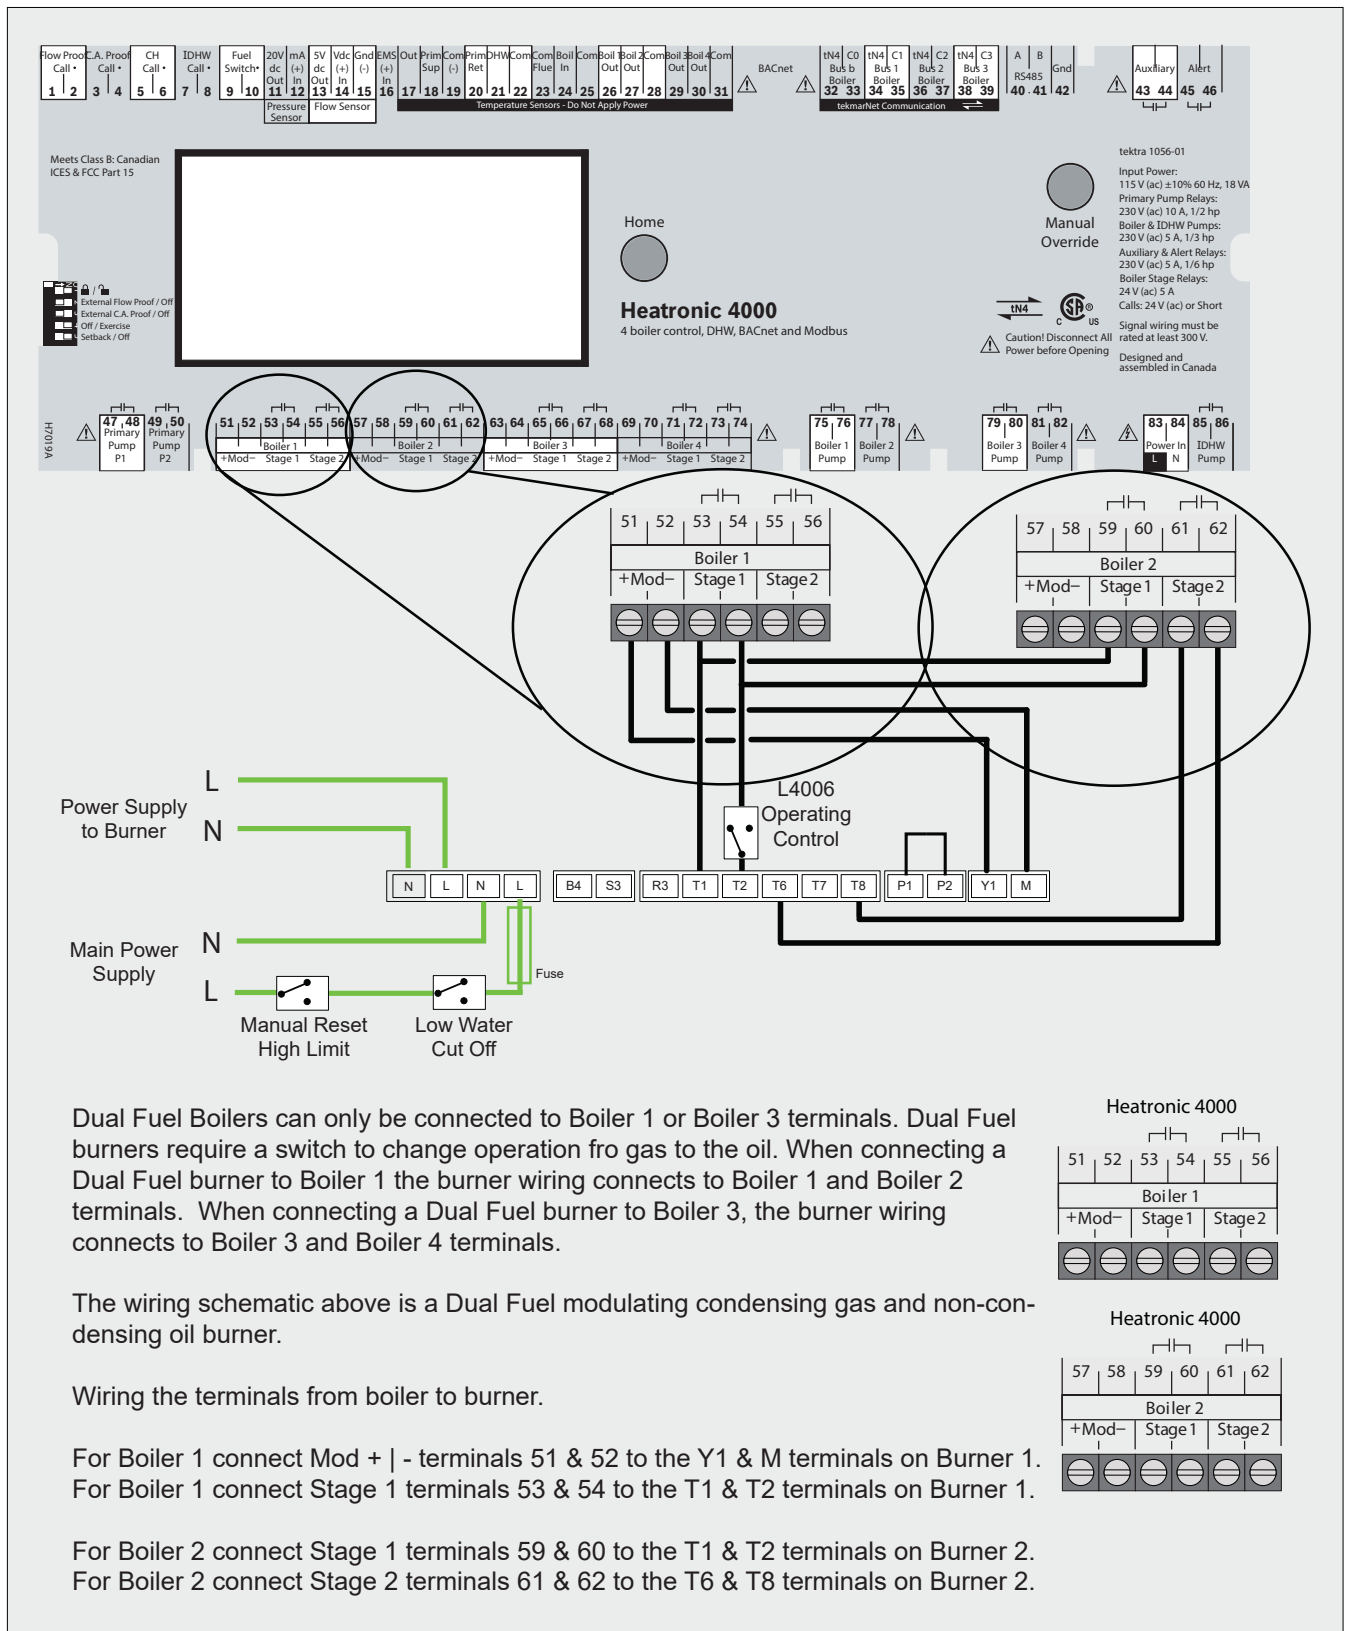 Flow Proof C.A. Proof CH IDHW Fuel 20V mA 5V Vdc Gnd EMS Out Prim Com Prim DHW Com Com Boil Com Boil 1 Boil 2 Com Boil 3 Boil 4 Com
Call • Call • Call • Call • Switch• dc (+) dc (+) (-) (+) Sup (-) Ret Flue In Out Out Out Out
Out In Out In In
1 2 3 4 5 6 7 8 9 10 11 12 13 14 15 16 17 18 19 20 21 22 23 24 25 26 27 28 29 30 31
Pressure Sensor
Flow Sensor
Temperature Sensors - Do Not Apply Power
BACnet
tN4 C0 tN4 C1 tN4 C2 tN4 C3
Bus b Bus 1 Bus 2 Bus 3
Boiler Boiler Boiler Boiler
32 33 34 35 36 37 38 39
tekmarNet Communication
A B Gnd
RS485
40 41 42
Auxiliary Alert
43 44 45 46
Meets Class B: Canadian
ICES & FCC Part 15
Home
Manual
Override
tektra 1056-01
Input Power:
115 V (ac) ±10% 60 Hz, 18 VA
Primary Pump Relays:
230 V (ac) 10 A, 1/2 hp
Boiler & IDHW Pumps:
230 V (ac) 5 A, 1/3 hp
Auxiliary & Alert Relays:
230 V (ac) 5 A, 1/6 hp
Boiler Stage Relays:
24 V (ac) 5 A
Calls: 24 V (ac) or Short
Signal wiring must be
rated at least 300 V.
Designed and
assembled in Canada
/
External Flow Proof / Off
External C.A. Proof / Off
Off / Exercise
Setback / Off
Heatronic 4000
4 boiler control, DHW, BACnet and Modbus
tN4
C SA ® US
Caution! Disconnect All
Power before Opening
H7019A
47 48 49 50 51 52 53 54 55 56 57 58 59 60 61 62 63 64 65 66 67 68 69 70 71 72 73 74 75 76 77 78 79 80 81 82 83 84 85 86
Primary Primary Boiler 1 Boiler 2 Boiler 3 Boiler 4 Boiler 1 Boiler 2 Boiler 3 Boiler 4 Power In IDHW
Pump Pump +Mod– Stage 1 Stage 2 +Mod– Stage 1 Stage 2 +Mod– Stage 1 Stage 2 +Mod– Stage 1 Stage 2 Pump Pump Pump Pump L N Pump
P1 P2
51 52 53 54 55 56
Boiler 1
+Mod– Stage 1 Stage 2
57 58 59 60 61 62
Boiler 2
+Mod– Stage 1 Stage 2
L
Power Supply
to Burner
N
L4006
Operating
Control
N L N L B4 S3 R3 T1 T2 T6 T7 T8 P1 P2 Y1 M
Main Power
Supply
N
L
Fuse
Manual Reset
High Limit
Low Water
Cut Off
Dual Fuel Boilers can only be connected to Boiler 1 or Boiler 3 terminals. Dual Fuel
burners require a switch to change operation fro gas to the oil. When connecting a
Dual Fuel burner to Boiler 1 the burner wiring connects to Boiler 1 and Boiler 2
terminals. When connecting a Dual Fuel burner to Boiler 3, the burner wiring
connects to Boiler 3 and Boiler 4 terminals.
The wiring schematic above is a Dual Fuel modulating condensing gas and non-con-
densing oil burner.
Wiring the terminals from boiler to burner.
For Boiler 1 connect Mod + | - terminals 51 & 52 to the Y1 & M terminals on Burner 1.
For Boiler 1 connect Stage 1 terminals 53 & 54 to the T1 & T2 terminals on Burner 1.
For Boiler 2 connect Stage 1 terminals 59 & 60 to the T1 & T2 terminals on Burner 2.
For Boiler 2 connect Stage 2 terminals 61 & 62 to the T6 & T8 terminals on Burner 2.
Heatronic 4000
51 52 53 54 55 56
Boiler 1
+Mod– Stage 1 Stage 2
Heatronic 4000
57 58 59 60 61 62
Boiler 2
+Mod– Stage 1 Stage 2